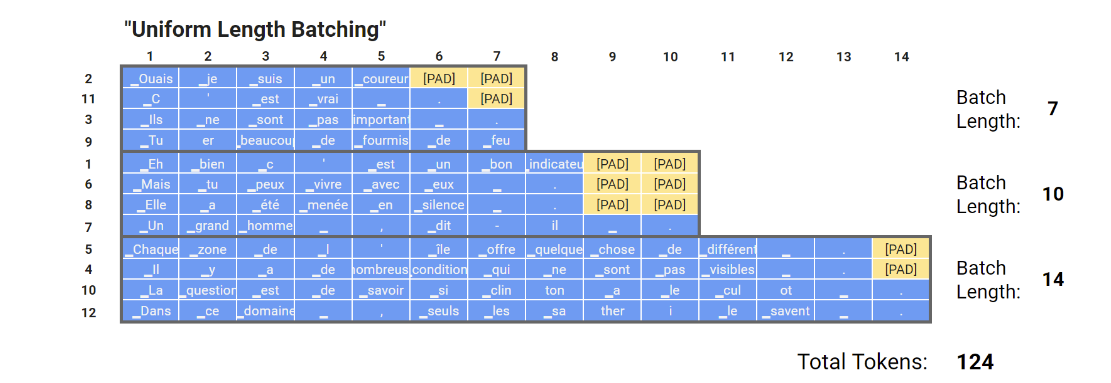 "Uniform Length Batching"
1 2 3 4 5 6 7 8 9 10 11 12 13 14
2 _Ouais _je _suis _un _coureur [PAD] [PAD]
11 _C ' _est _vrai _ . [PAD]
3 _Ils _ne _sont _pas important _ .
9 _Tu er _beaucou _de _fourmis _de _feu
Batch Length: 7
1 _Eh _bien _c ' _est _un _bon _indicateu [PAD] [PAD]
6 _Mais _tu _peux _vivre _avec _eux _ . [PAD] [PAD]
8 _Elle _a _été _menée _en _silence _ . [PAD] [PAD]
7 _Un _grand _homme _ , _dit - il _ .
Batch Length: 10
5 _Chaque _zone _de _l ' _île _offre _quelque _chose _de _différent _ . [PAD]
4 _Il _y _a _de nombreus _condition _qui _ne _sont _pas _visibles _ . [PAD]
10 _La _question _est _de _savoir _si _clin ton _a _le _cul ot _ .
12 _Dans _ce _domaine _ , _seuls _les _sa ther i _le _savent _ .
Batch Length: 14
Total Tokens: 124